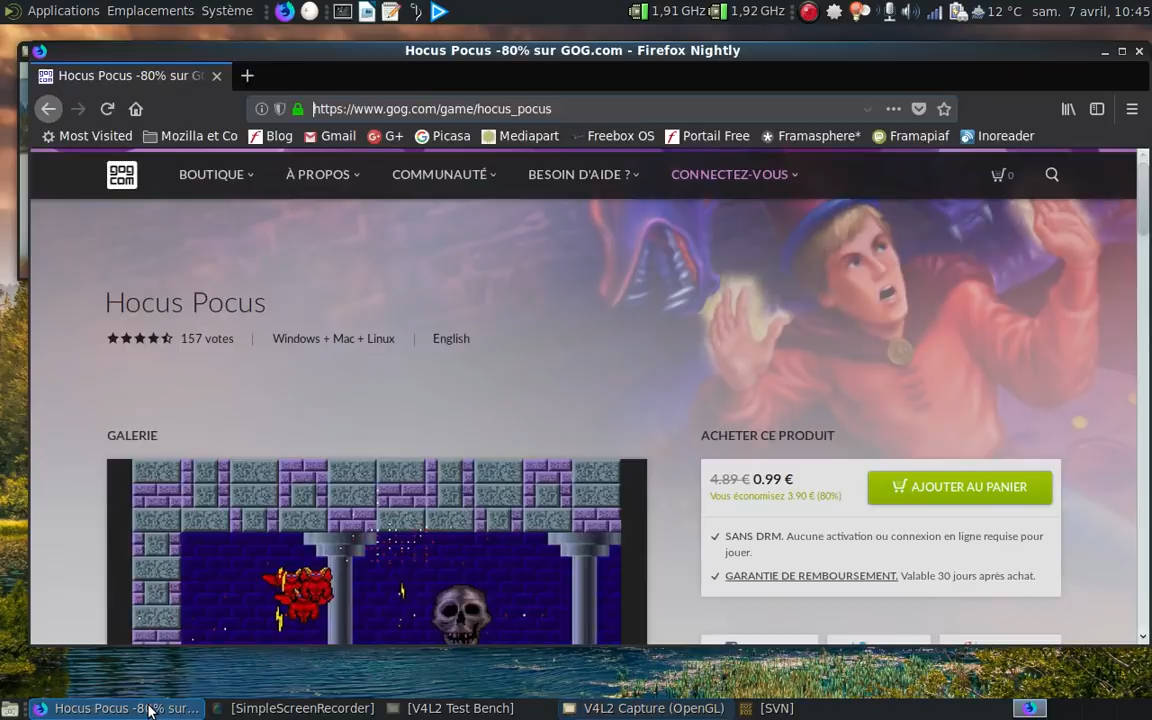 Applications Emplacements Système 1,91 GHz 1,92 GHz 12 °C sam. 7 avril, 10:45
Hocus Pocus -80% sur GOG.com - Firefox Nightly
Hocus Pocus -80% sur GO
https://www.gog.com/game/hocus_pocus
Most Visited Mozilla et Co Blog Gmail G+ Picasa Mediapart Freebox OS Portail Free Framasphere* Framapiaf Inoreader
gog com BOUTIQUE À PROPOS COMMUNAUTÉ BESOIN D'AIDE ? CONNECTEZ-VOUS 0
Hocus Pocus
157 votes Windows + Mac + Linux English
GALERIE
ACHETER CE PRODUIT
4.89 € 0.99 €
Vous économisez 3.90 € (80%)
AJOUTER AU PANIER
SANS DRM. Aucune activation ou connexion en ligne requise pour
jouer.
GARANTIE DE REMBOURSEMENT. Valable 30 jours après achat.
Hocus Pocus -80% sur... [SimpleScreenRecorder] [V4L2 Test Bench] V4L2 Capture (OpenGL) [SVN]